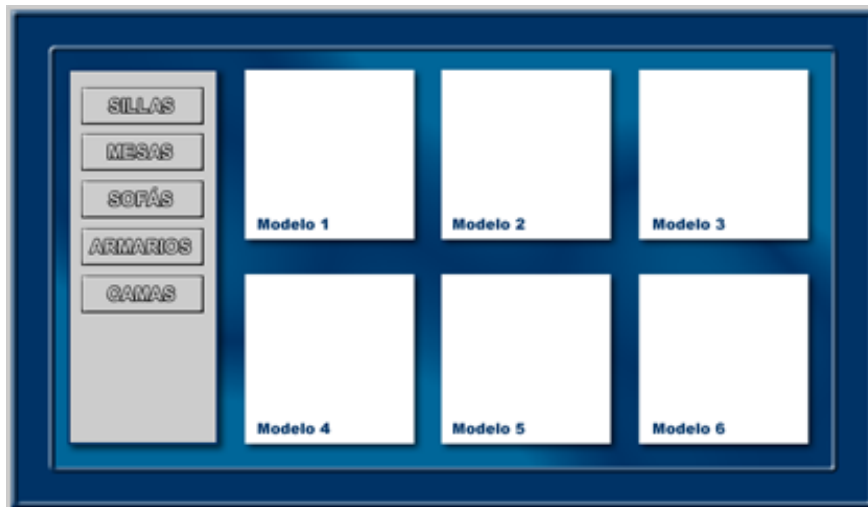 SILLAS
MESAS
SOFÁS
ARMARIOS
CAMAS
Modelo 1
Modelo 2
Modelo 3
Modelo 4
Modelo 5
Modelo 6